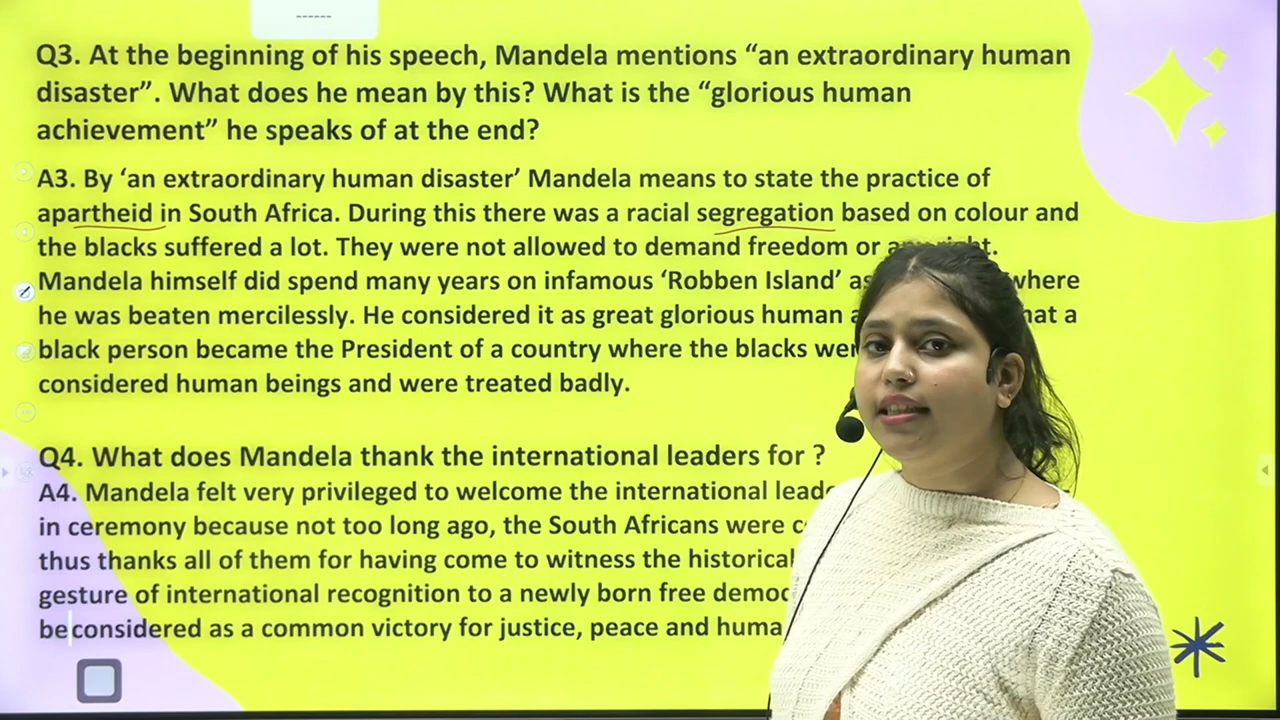 ------
Q3. At the beginning of his speech, Mandela mentions “an extraordinary human
disaster”. What does he mean by this? What is the “glorious human
achievement” he speaks of at the end?
A3. By ‘an extraordinary human disaster’ Mandela means to state the practice of
apartheid in South Africa. During this there was a racial segregation based on colour and
the blacks suffered a lot. They were not allowed to demand freedom or
Mandela himself did spend many years on infamous ‘Robben Island’ as where
he was beaten mercilessly. He considered it as great glorious human a
black person became the President of a country where the blacks
considered human beings and were treated badly.
Q4. What does Mandela thank the international leaders for ?
A4. Mandela felt very privileged to welcome the international
in ceremony because not too long ago, the South Africans were
thus thanks all of them for having come to witness the historical
gesture of international recognition to a newly born free
be considered as a common victory for justice, peace and